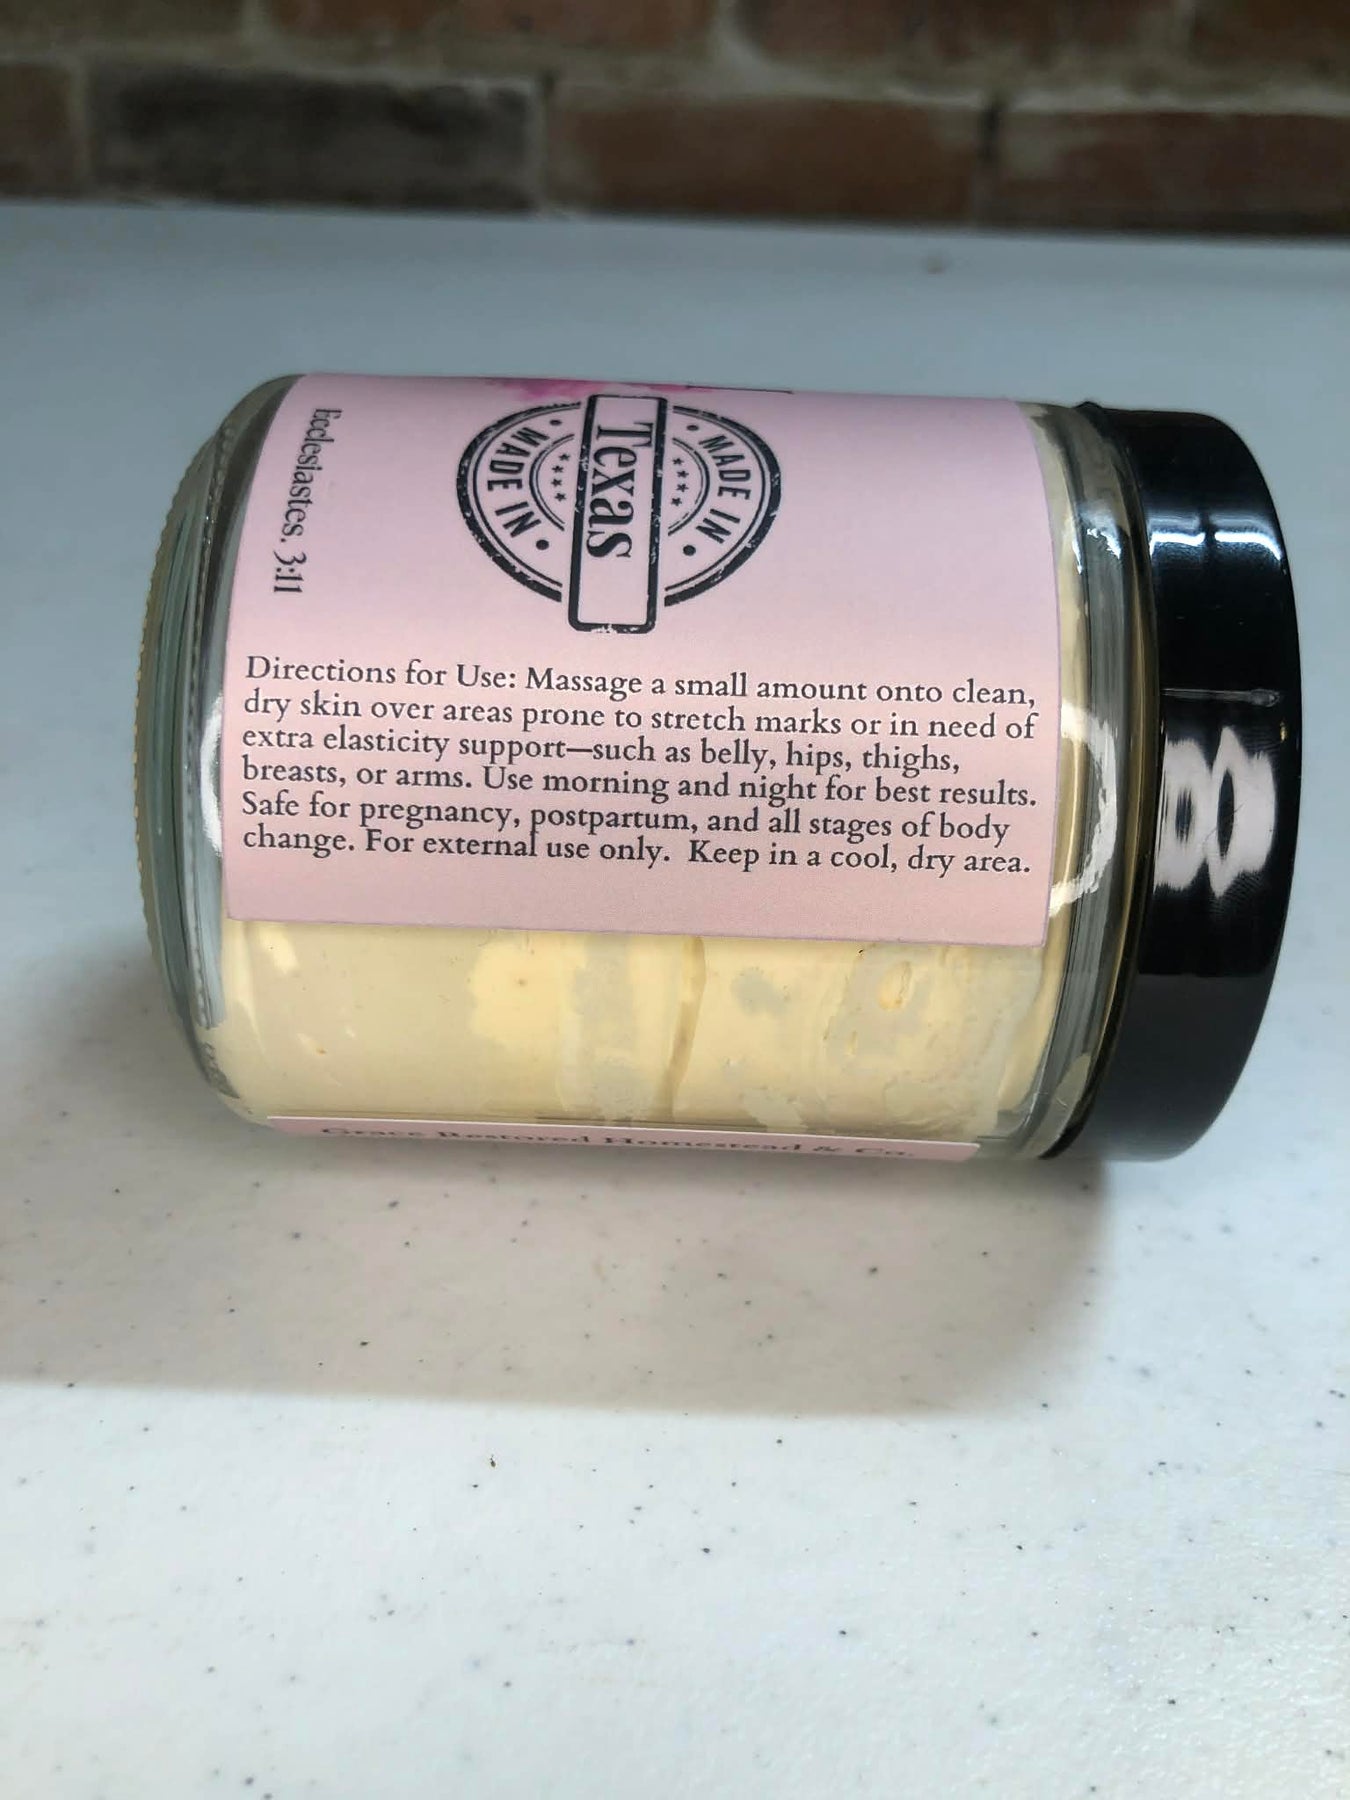 Ecclesiastes. 3:11
MADE IN
Texas
MADE IN
Directions for Use: Massage a small amount onto clean,
dry skin over areas prone to stretch marks or in need of
extra elasticity support—such as belly, hips, thighs,
breasts, or arms. Use morning and night for best results.
Safe for pregnancy, postpartum, and all stages of body
change. For external use only. Keep in a cool, dry area.
Grace Restored Homestead & Co.